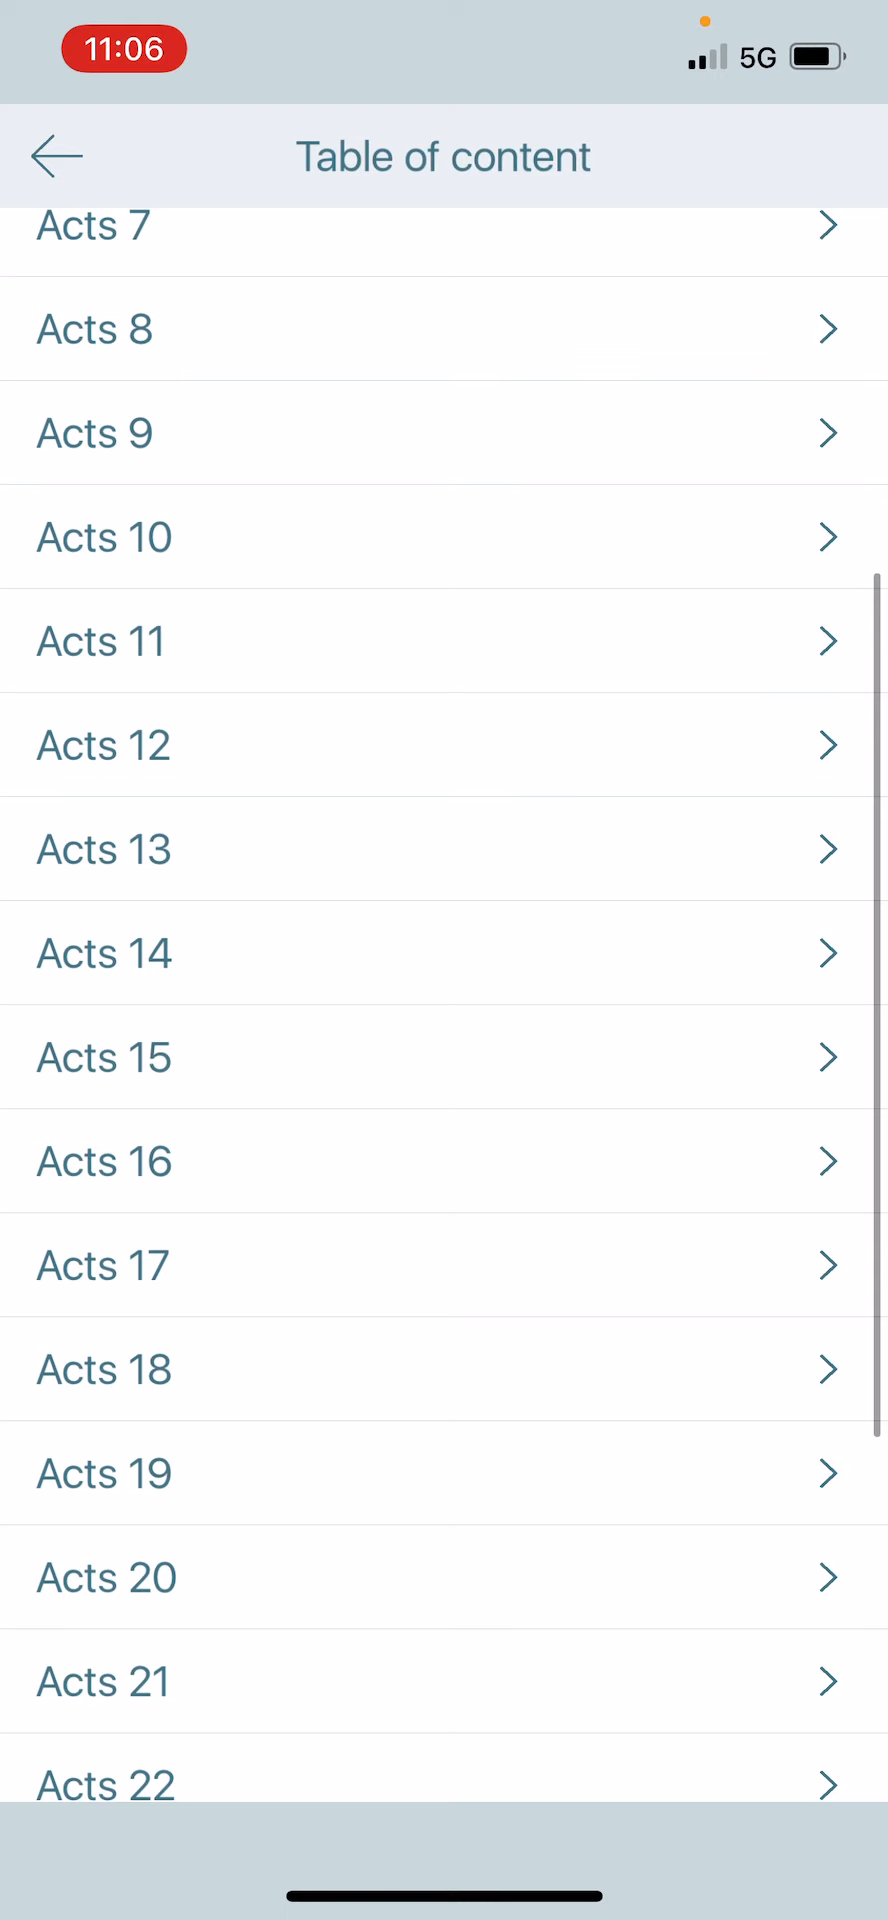 11:06
5G
Table of content
Acts 7
Acts 8
Acts 9
Acts 10
Acts 11
Acts 12
Acts 13
Acts 14
Acts 15
Acts 16
Acts 17
Acts 18
Acts 19
Acts 20
Acts 21
Acts 22